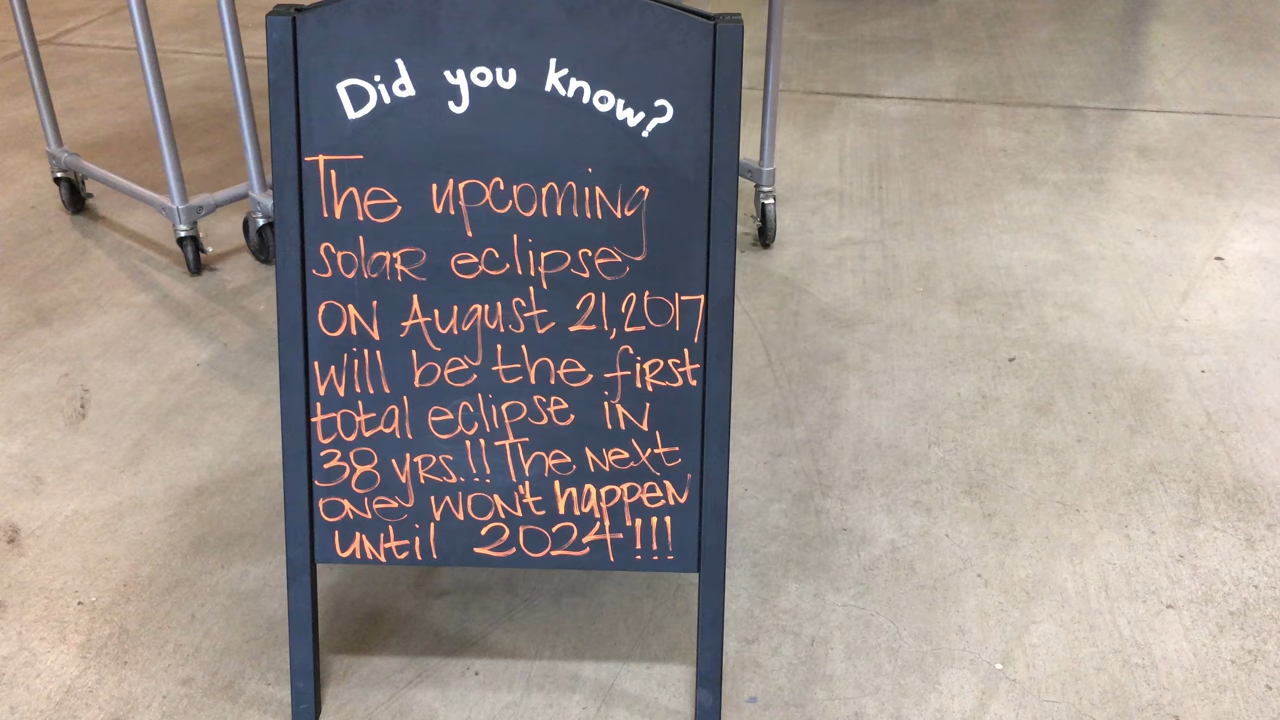 Did you know?
The upcoming
solar eclipse
on August 21, 2017
will be the first
total eclipse in
38 yrs.!! The next
one won't happen
until 2024!!!